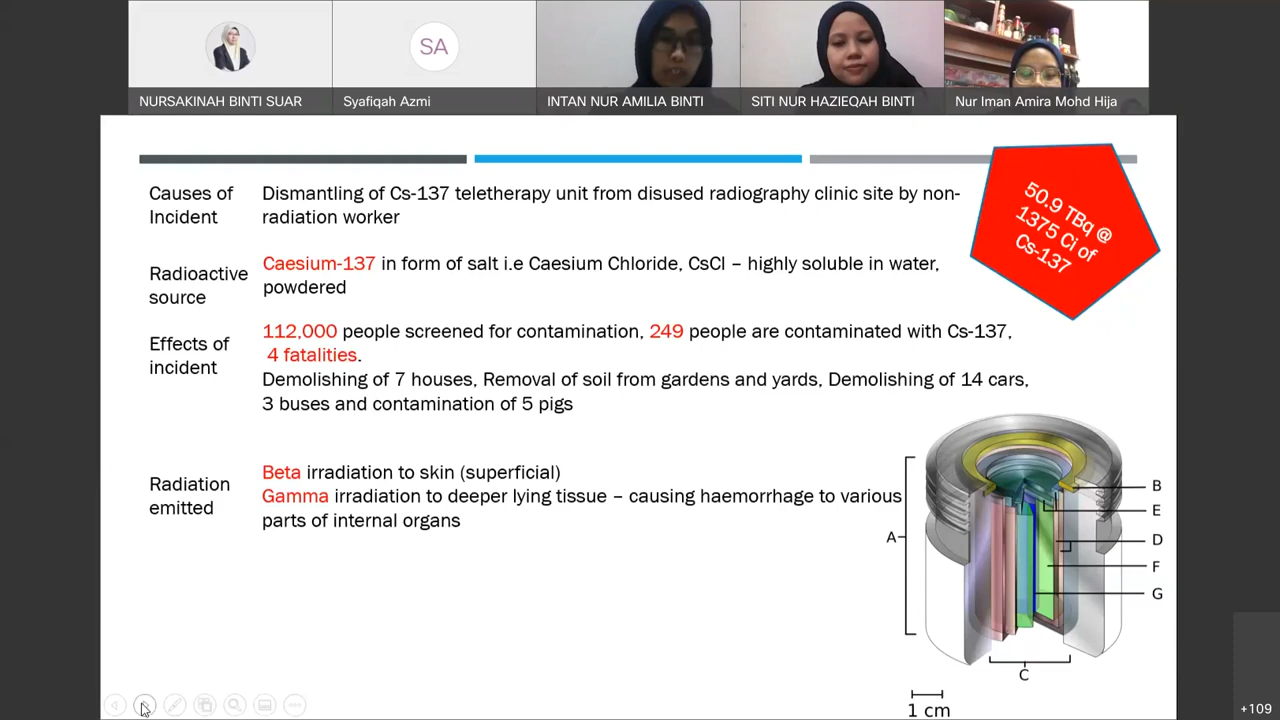 SA
NURSAKINAH BINTI SUAR
Syafiqah Azmi
INTAN NUR AMILIA BINTI
SITI NUR HAZIEQAH BINTI
Nur Iman Amira Mohd Hija
50.9 TBq @
1375 Ci of
Cs-137
Causes of
Incident
Dismantling of Cs-137 teletherapy unit from disused radiography clinic site by non-
radiation worker
Radioactive
source
Caesium-137 in form of salt i.e Caesium Chloride, CsCl – highly soluble in water,
powdered
Effects of
incident
112,000 people screened for contamination, 249 people are contaminated with Cs-137,
4 fatalities.
Demolishing of 7 houses, Removal of soil from gardens and yards, Demolishing of 14 cars,
3 buses and contamination of 5 pigs
Radiation
emitted
Beta irradiation to skin (superficial)
Gamma irradiation to deeper lying tissue – causing haemorrhage to various
parts of internal organs
A
B
E
D
F
G
C
1 cm
+109